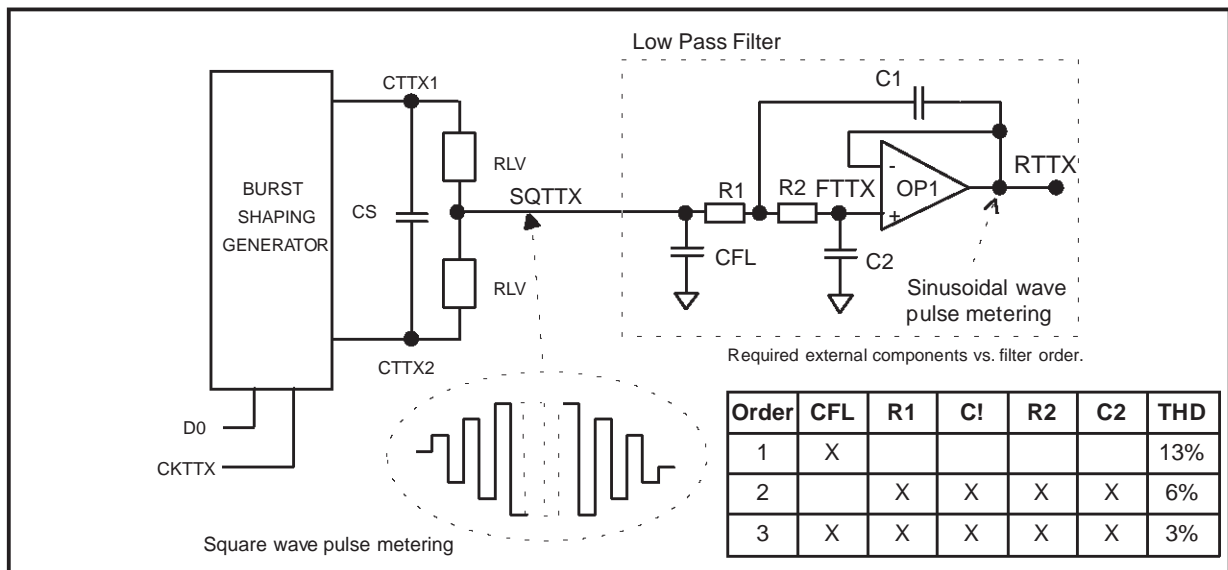 Low Pass Filter
CTTX1
C1
RLV
BURST
SHAPING
GENERATOR
CS
SQTTX
R1
R2
FTTX
-
+
OP1
RTTX
CFL
C2
RLV
Sinusoidal wave
pulse metering
CTTX2
Required external components vs. filter order.
D0
CKTTX
Square wave pulse metering
Order CFL R1 C! R2 C2 THD
1 X 13%
2 X X X X 6%
3 X X X X X 3%